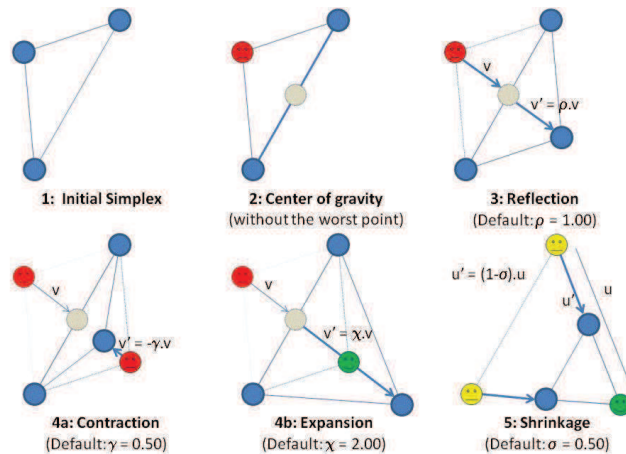 v
v' = ρ.v
1: Initial Simplex
2: Center of gravity
(without the worst point)
3: Reflection
(Default: ρ = 1.00)
v
v' = -γ.v
v
v' = χ.v
u' = (1-σ).u
u'
u
4a: Contraction
(Default: γ = 0.50)
4b: Expansion
(Default: χ = 2.00)
5: Shrinkage
(Default: σ = 0.50)